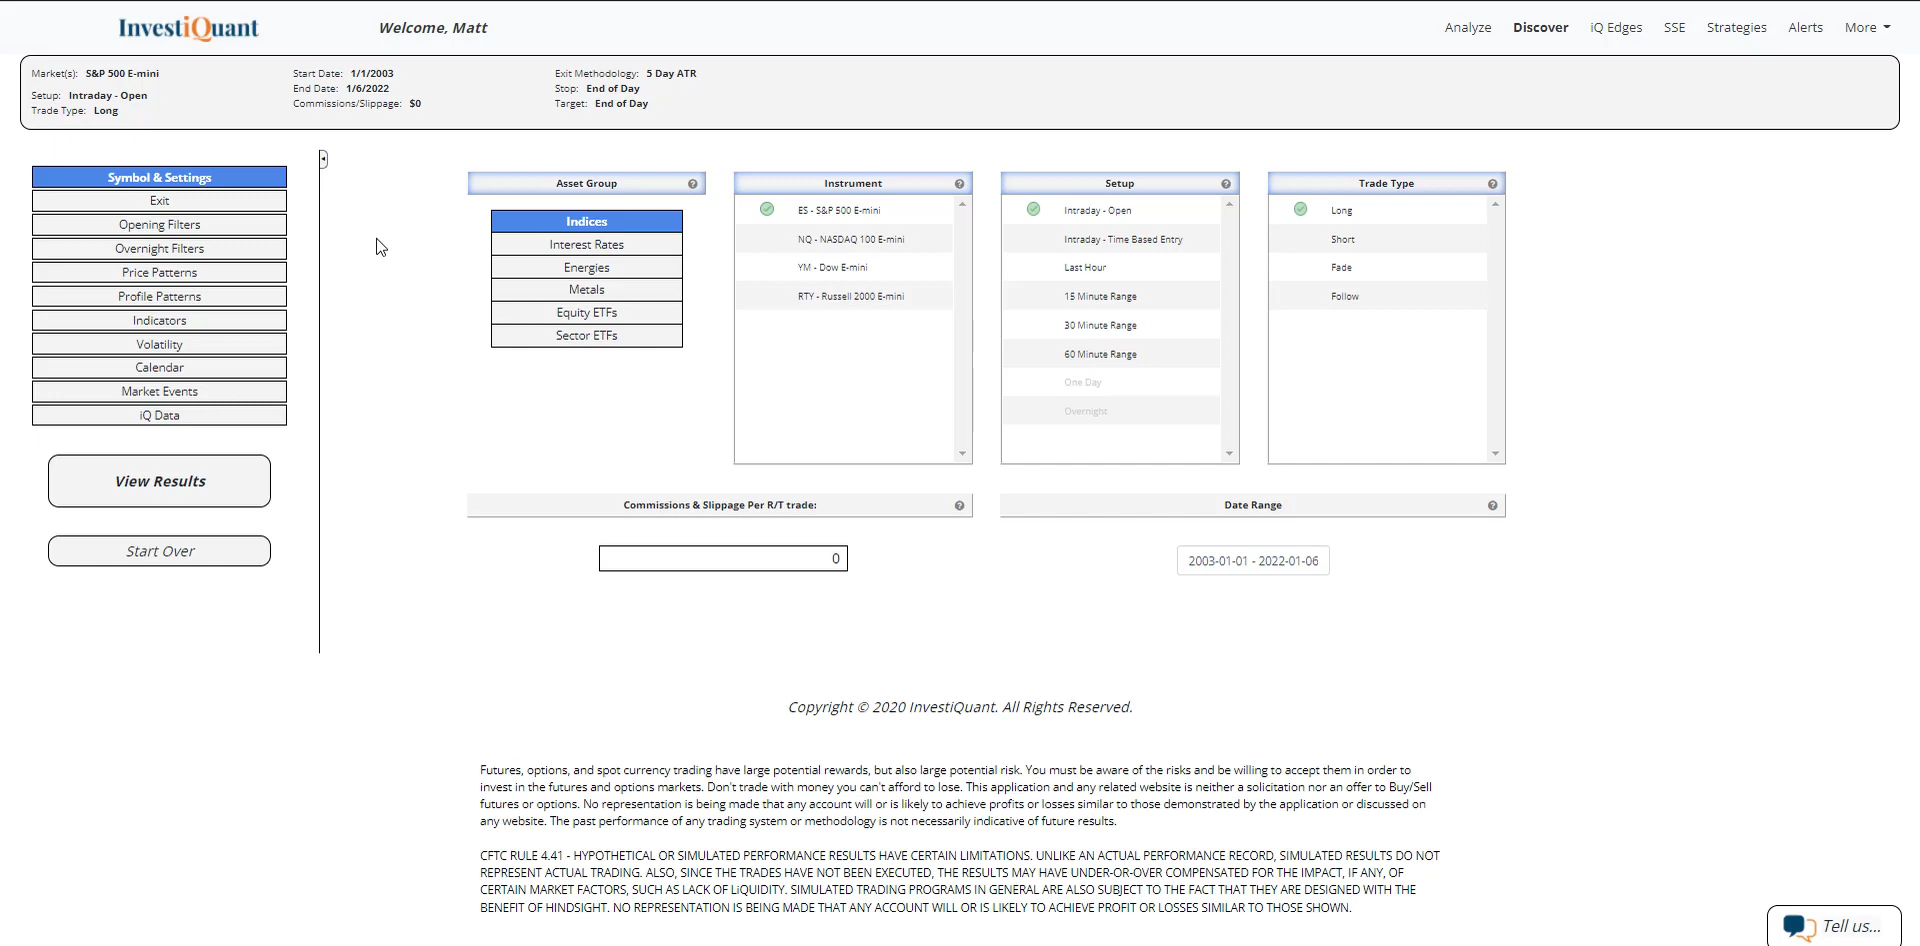 InvestiQuant
Welcome, Matt
Analyze Discover iQ Edges SSE Strategies Alerts More
Market(s): S&P 500 E-mini
Setup: Intraday - Open
Trade Type: Long
Start Date: 1/1/2003
End Date: 1/6/2022
Commissions/Slippage: $0
Exit Methodology: 5 Day ATR
Stop: End of Day
Target: End of Day
Symbol & Settings
Exit
Opening Filters
Overnight Filters
Price Patterns
Profile Patterns
Indicators
Volatility
Calendar
Market Events
iQ Data
View Results
Start Over
Asset Group
Indices
Interest Rates
Energies
Metals
Equity ETFs
Sector ETFs
Instrument
ES - S&P 500 E-mini
NQ - NASDAQ 100 E-mini
YM - Dow E-mini
RTY - Russell 2000 E-mini
Setup
Intraday - Open
Intraday - Time Based Entry
Last Hour
15 Minute Range
30 Minute Range
60 Minute Range
One Day
Overnight
Trade Type
Long
Short
Fade
Follow
Commissions & Slippage Per R/T trade:
0
Date Range
2003-01-01 - 2022-01-06
Copyright © 2020 InvestiQuant. All Rights Reserved.
Futures, options, and spot currency trading have large potential rewards, but also large potential risk. You must be aware of the risks and be willing to accept them in order to
invest in the futures and options markets. Don't trade with money you can't afford to lose. This application and any related website is neither a solicitation nor an offer to Buy/Sell
futures or options. No representation is being made that any account will or is likely to achieve profits or losses similar to those demonstrated by the application or discussed on
any website. The past performance of any trading system or methodology is not necessarily indicative of future results.
CFTC RULE 4.41 - HYPOTHETICAL OR SIMULATED PERFORMANCE RESULTS HAVE CERTAIN LIMITATIONS. UNLIKE AN ACTUAL PERFORMANCE RECORD, SIMULATED RESULTS DO NOT
REPRESENT ACTUAL TRADING. ALSO, SINCE THE TRADES HAVE NOT BEEN EXECUTED, THE RESULTS MAY HAVE UNDER-OR-OVER COMPENSATED FOR THE IMPACT, IF ANY, OF
CERTAIN MARKET FACTORS, SUCH AS LACK OF LiQUIDITY. SIMULATED TRADING PROGRAMS IN GENERAL ARE ALSO SUBJECT TO THE FACT THAT THEY ARE DESIGNED WITH THE
BENEFIT OF HINDSIGHT. NO REPRESENTATION IS BEING MADE THAT ANY ACCOUNT WILL OR IS LIKELY TO ACHIEVE PROFIT OR LOSSES SIMILAR TO THOSE SHOWN.
Tell us...